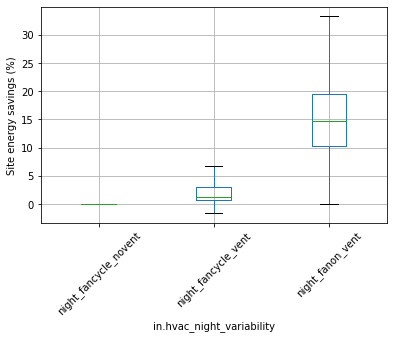 Site energy savings (%)
35
30
25
20
15
10
5
0
night_fancycle_novent
night_fancycle_vent
night_fanon_vent
in.hvac_night_variability